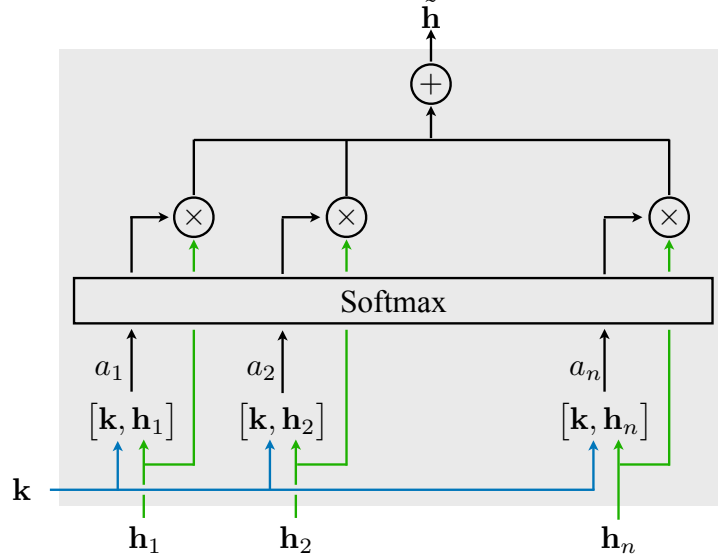 h̃
+
× × ×
Softmax
a₁ a₂ aₙ
[k, h₁] [k, h₂] [k, hₙ]
k
h₁ h₂ hₙ